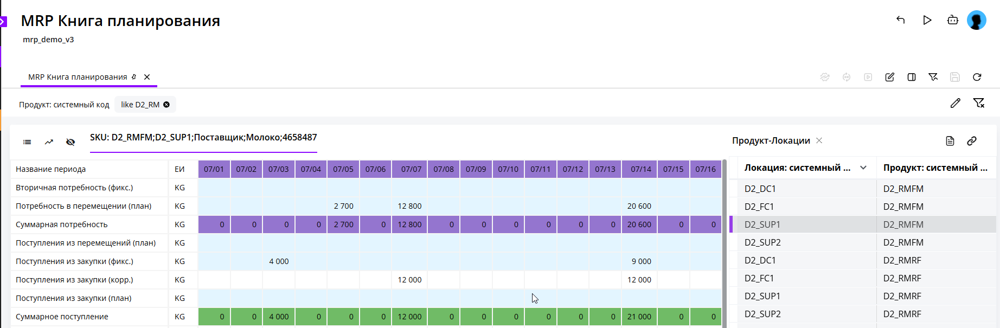 MRP Книга планирования
mrp_demo_v3
MRP Книга планирования
Продукт: системный код like D2_RM
SKU: D2_RMFM;D2_SUP1;Поставщик;Молоко;4658487
Название периода ЕИ 07/01 07/02 07/03 07/04 07/05 07/06 07/07 07/08 07/09 07/10 07/11 07/12 07/13 07/14 07/15 07/16
Вторичная потребность (фикс.) KG
Потребность в перемещении (план) KG 2 700 12 800 20 600
Суммарная потребность KG 0 0 0 0 2 700 0 12 800 0 0 0 0 0 0 20 600 0 0
Поступления из перемещений (план) KG
Поступления из закупки (фикс.) KG 4 000 9 000
Поступления из закупки (корр.) KG 12 000 12 000
Поступления из закупки (план) KG
Суммарное поступление KG 0 0 4 000 0 0 0 12 000 0 0 0 0 0 0 21 000 0 0
Продукт-Локации
Локация: системный ... Продукт: системный ...
D2_DC1 D2_RMFM
D2_FC1 D2_RMFM
D2_SUP1 D2_RMFM
D2_SUP2 D2_RMFM
D2_DC1 D2_RMRF
D2_FC1 D2_RMRF
D2_SUP1 D2_RMRF
D2_SUP2 D2_RMRF